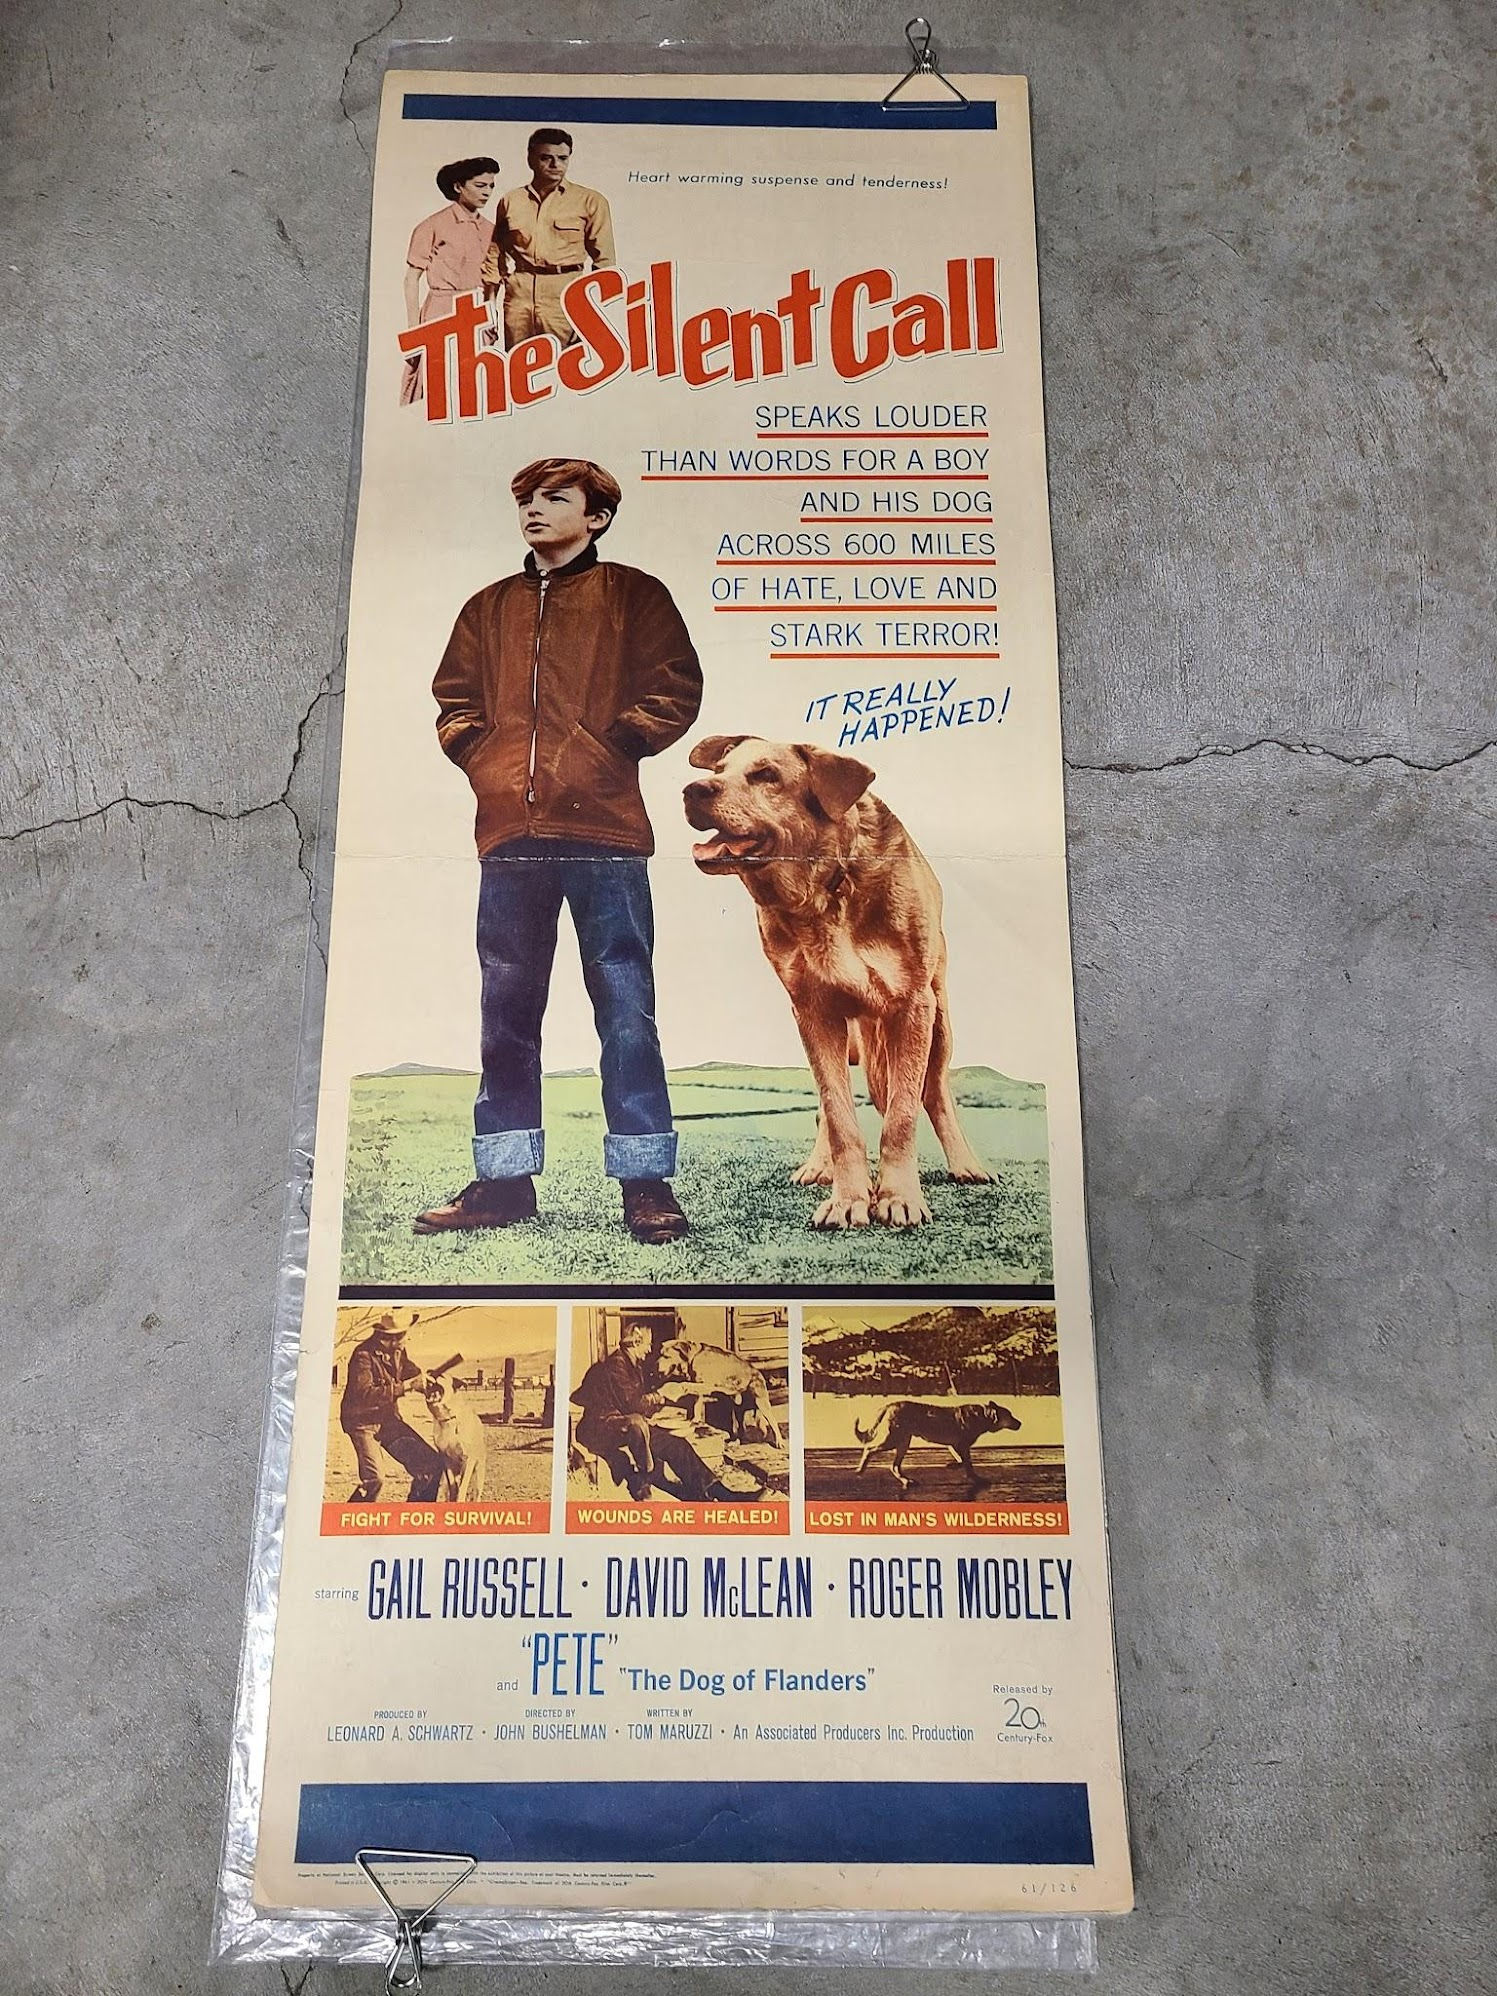 Heart warming suspense and tenderness!
The Silent Call
SPEAKS LOUDER
THAN WORDS FOR A BOY
AND HIS DOG
ACROSS 600 MILES
OF HATE, LOVE AND
STARK TERROR!
IT REALLY
HAPPENED!
FIGHT FOR SURVIVAL!
WOUNDS ARE HEALED!
LOST IN MAN'S WILDERNESS!
starring GAIL RUSSELL · DAVID McLEAN · ROGER MOBLEY
and "PETE" "The Dog of Flanders"
PRODUCED BY DIRECTED BY WRITTEN BY
LEONARD A. SCHWARTZ · JOHN BUSHELMAN · TOM MARUZZI · An Associated Producers Inc. Production
Released by
20th
Century-Fox
61/126